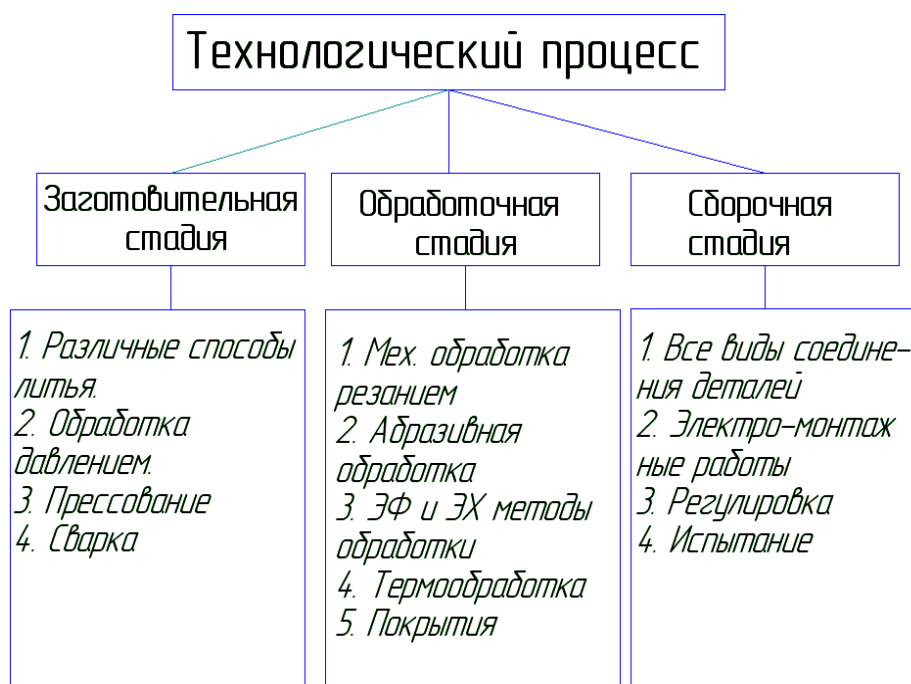 Технологический процесс
Заготовительная
стадия
Обработочная
стадия
Сборочная
стадия
1. Различные способы
литья.
2. Обработка
давлением.
3. Прессование
4. Сварка
1. Мех. обработка
резанием
2. Абразивная
обработка
3. ЭФ и ЭХ методы
обработки
4. Термообработка
5. Покрытия
1. Все виды соедине-
ния деталей
2. Электро-монтаж
ные работы
3. Регулировка
4. Испытание